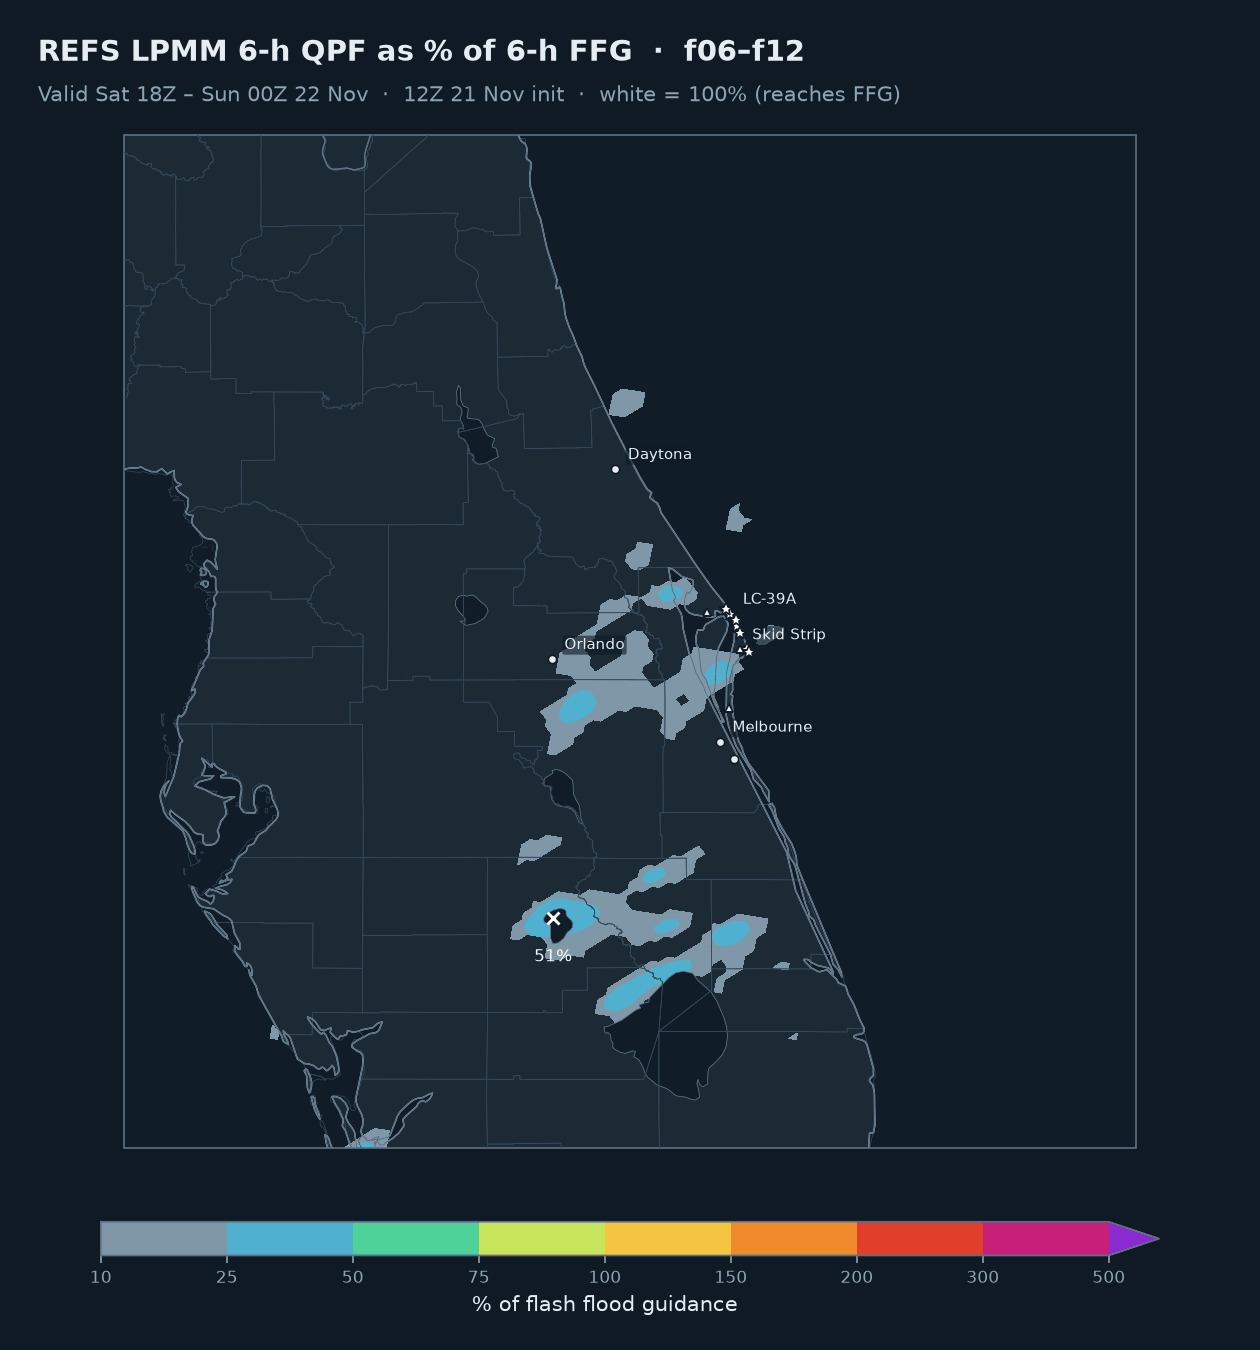 REFS LPMM 6-h QPF as % of 6-h FFG · f06–f12
Valid Sat 18Z – Sun 00Z 22 Nov · 12Z 21 Nov init · white = 100% (reaches FFG)
Daytona
LC-39A
Skid Strip
Orlando
Melbourne
51%
10 25 50 75 100 150 200 300 500
% of flash flood guidance